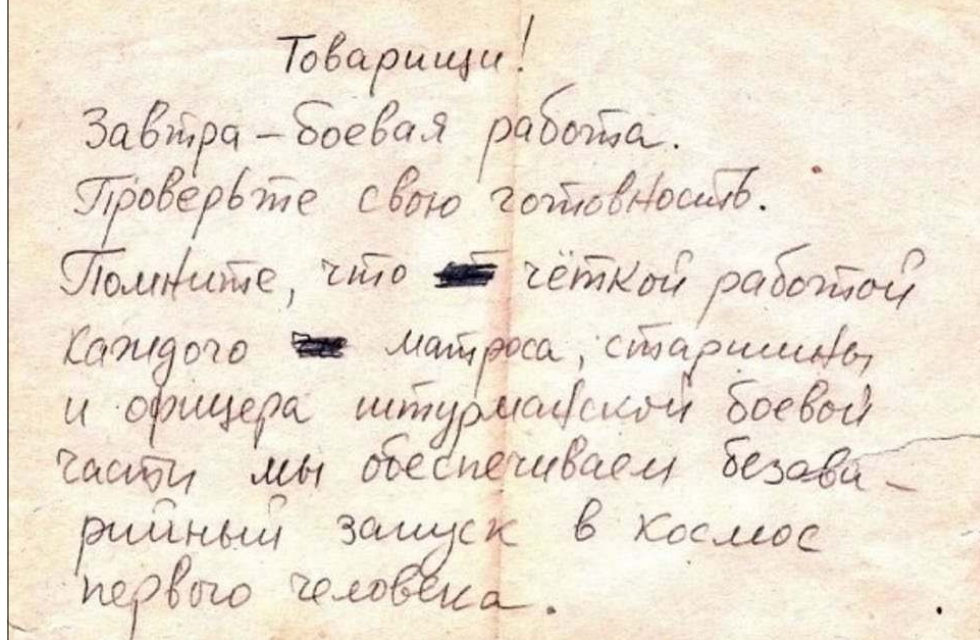 Товарищи!
Завтра – боевая работа.
Проверьте свою готовность.
Помните, что чёткой работой
каждого матроса, старшины
и офицера штурманской боевой
части мы обеспечиваем безава-
рийный запуск в космос
первого человека.